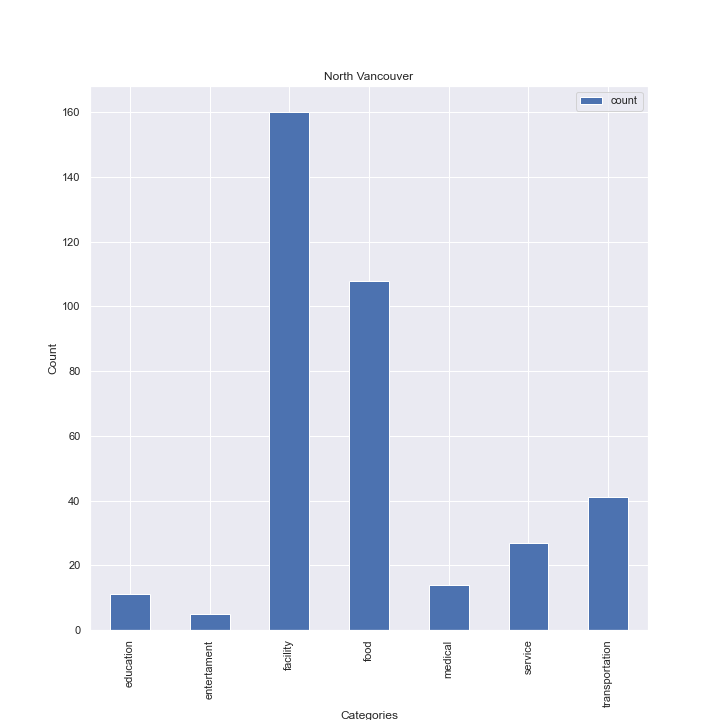 North Vancouver
count
160
140
120
100
80
60
40
20
0
Count
education
entertament
facility
food
medical
service
transportation
Categories